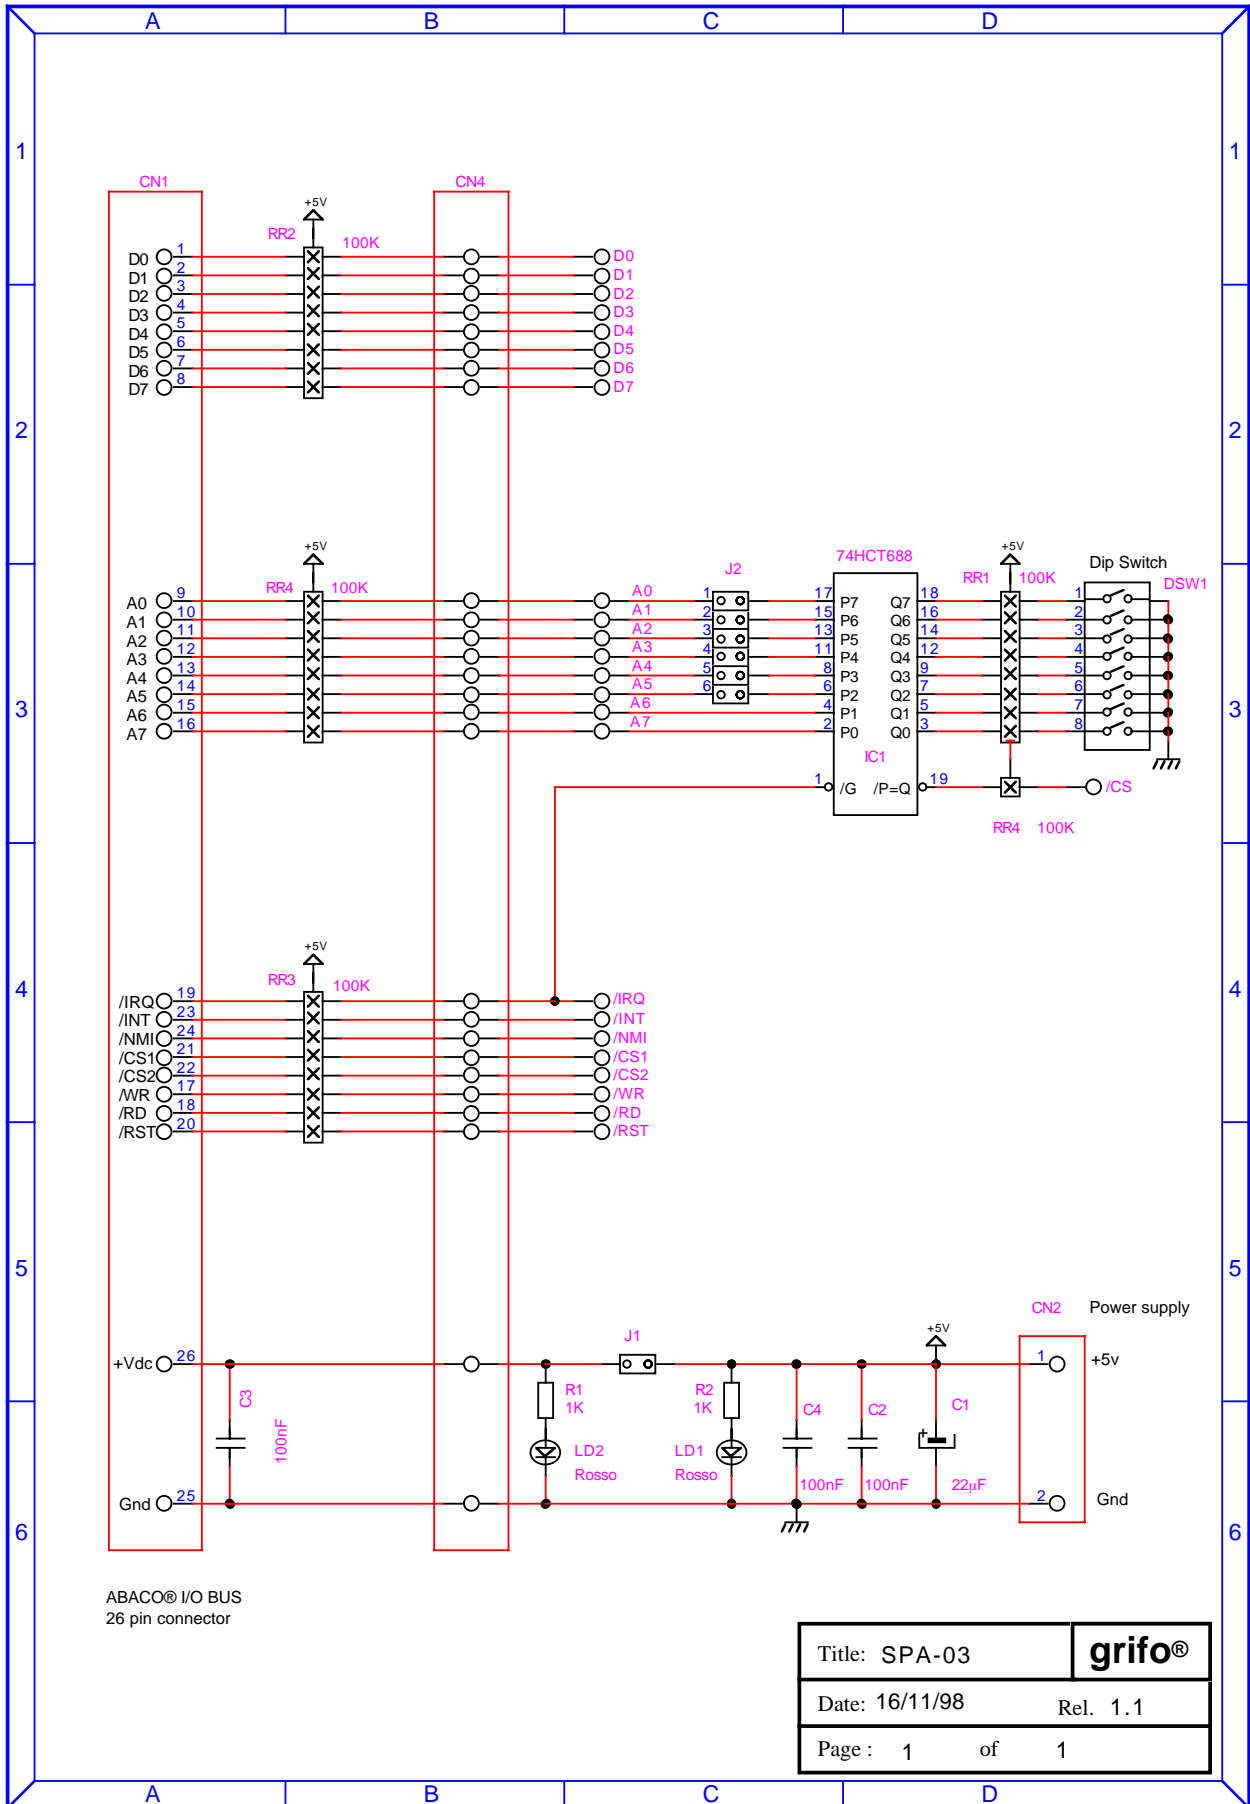 A B C D
1 1
CN1 CN4
+5V
RR2 100K
D0 1 D0
D1 2 D1
D2 3 D2
D3 4 D3
D4 5 D4
D5 6 D5
D6 7 D6
D7 8 D7
2 2
+5V 74HCT688 +5V Dip Switch
RR4 100K J2 RR1 100K DSW1
A0 9 A0 1 17 P7 Q7 18 1
A1 10 A1 2 15 P6 Q6 16 2
A2 11 A2 3 13 P5 Q5 14 3
A3 12 A3 4 11 P4 Q4 12 4
A4 13 A4 5 8 P3 Q3 9 5
A5 14 A5 6 6 P2 Q2 7 6
A6 15 A6 4 P1 Q1 5 7
A7 16 A7 2 P0 Q0 3 8
3 3
IC1
1 /G /P=Q 19 /CS
RR4 100K
+5V
RR3 100K
4 4
/IRQ 19 /IRQ
/INT 23 /INT
/NMI 24 /NMI
/CS1 21 /CS1
/CS2 22 /CS2
/WR 17 /WR
/RD 18 /RD
/RST 20 /RST
5 5
CN2 Power supply
J1 +5V
+Vdc 26 1 +5v
C3 100nF
R1 1K
R2 1K
C4 C2 C1
LD2 Rosso
LD1 Rosso
100nF 100nF 22µF
Gnd 25 2 Gnd
6 6
ABACO® I/O BUS
26 pin connector
Title: SPA-03 grifo®
Date: 16/11/98 Rel. 1.1
Page : 1 of 1
A B C D